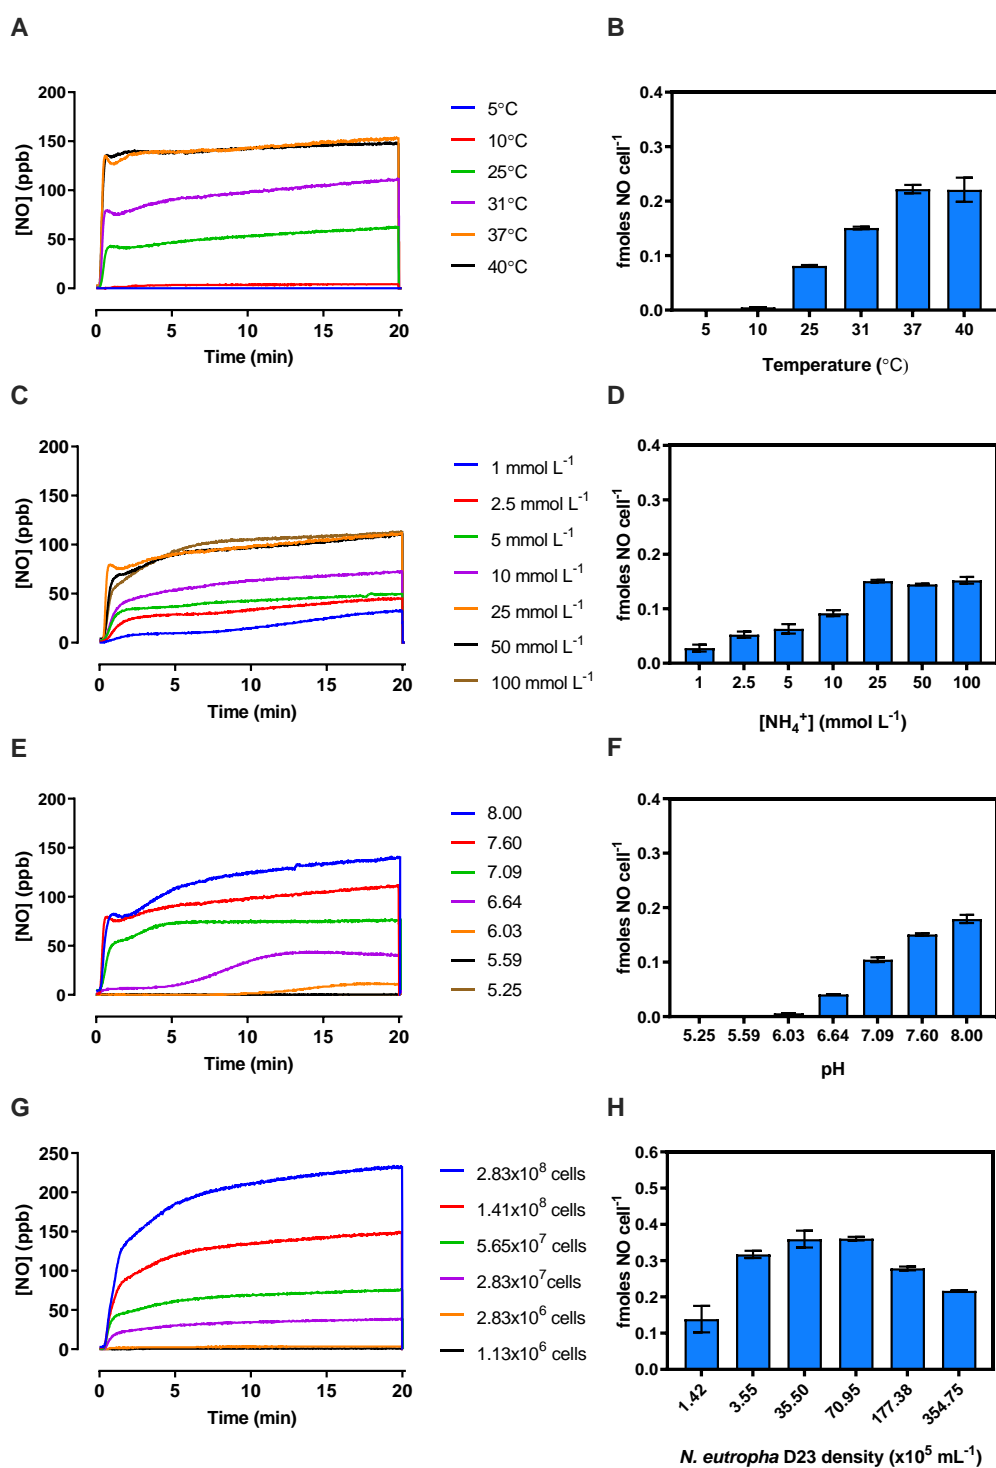 A
[NO] (ppb)
200
150
100
50
0
0 5 10 15 20
Time (min)
5°C
10°C
25°C
31°C
37°C
40°C
B
fmoles NO cell⁻¹
0.4
0.3
0.2
0.1
0.0
5 10 25 31 37 40
Temperature (°C)
C
[NO] (ppb)
200
150
100
50
0
0 5 10 15 20
Time (min)
1 mmol L⁻¹
2.5 mmol L⁻¹
5 mmol L⁻¹
10 mmol L⁻¹
25 mmol L⁻¹
50 mmol L⁻¹
100 mmol L⁻¹
D
fmoles NO cell⁻¹
0.4
0.3
0.2
0.1
0.0
1 2.5 5 10 25 50 100
[NH₄⁺] (mmol L⁻¹)
E
[NO] (ppb)
200
150
100
50
0
0 5 10 15 20
Time (min)
8.00
7.60
7.09
6.64
6.03
5.59
5.25
F
fmoles NO cell⁻¹
0.4
0.3
0.2
0.1
0.0
5.25 5.59 6.03 6.64 7.09 7.60 8.00
pH
G
[NO] (ppb)
250
200
150
100
50
0
0 5 10 15 20
Time (min)
2.83x10⁸ cells
1.41x10⁸ cells
5.65x10⁷ cells
2.83x10⁷ cells
2.83x10⁶ cells
1.13x10⁶ cells
H
fmoles NO cell⁻¹
0.6
0.5
0.4
0.3
0.2
0.1
0.0
1.42 3.55 35.50 70.95 177.38 354.75
N. eutropha D23 density (x10⁵ mL⁻¹)